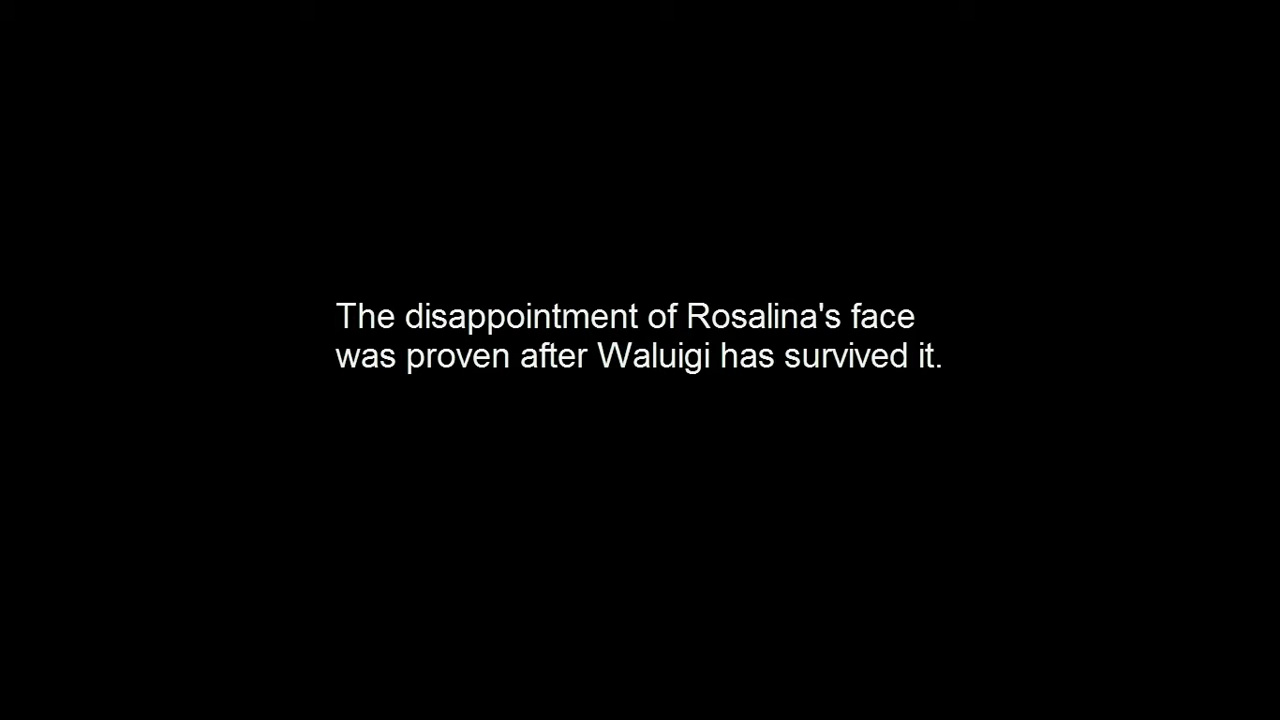 The disappointment of Rosalina's face
was proven after Waluigi has survived it.